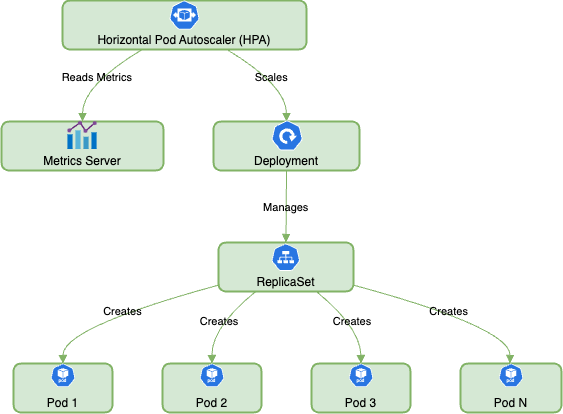 Horizontal Pod Autoscaler (HPA)
Reads Metrics
Scales
Metrics Server
Deployment
Manages
ReplicaSet
Creates
Creates
Creates
Creates
pod
pod
pod
pod
Pod 1
Pod 2
Pod 3
Pod N